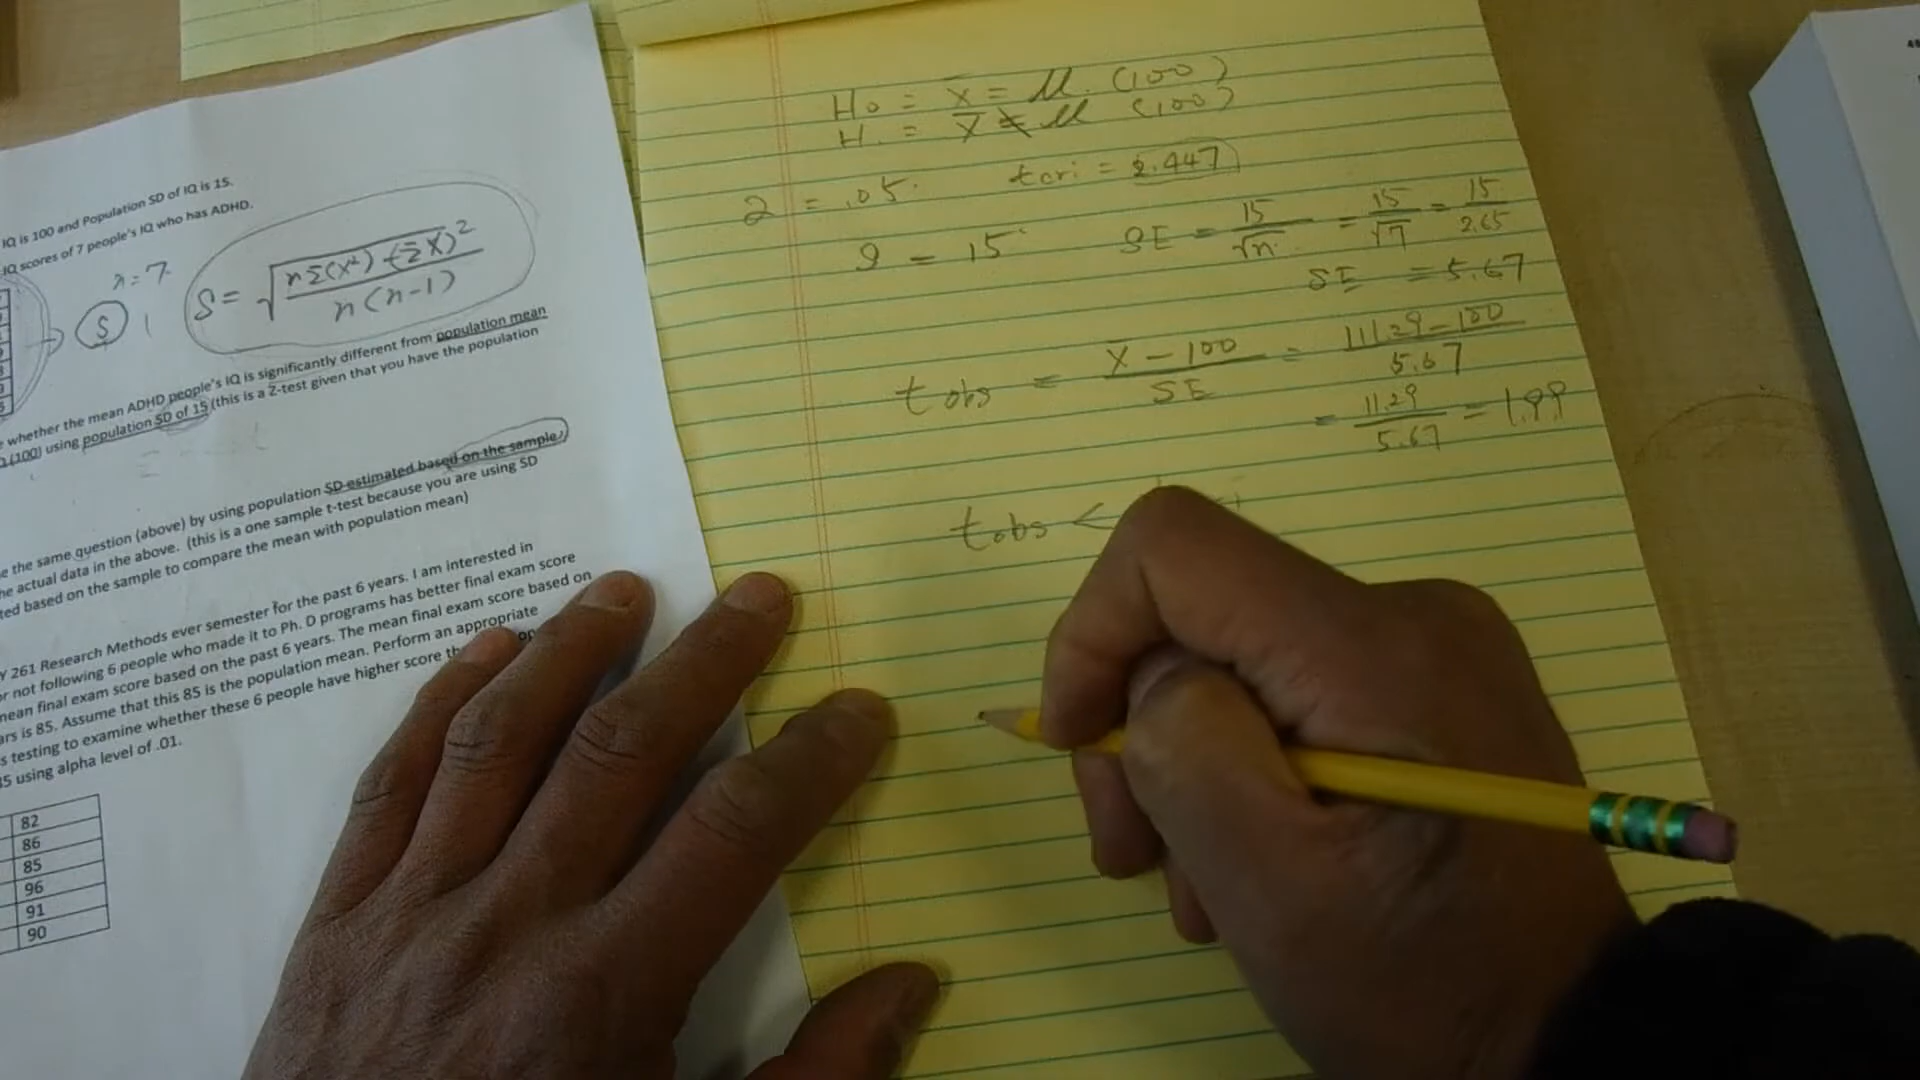 IQ is 100 and Population SD of IQ is 15.
IQ scores of 7 people's IQ who has ADHD.
n = 7
S
S = √ nΣ(X²) - (ΣX)² / n(n-1)
whether the mean ADHD people's IQ is significantly different from population mean
(100) using population SD of 15 (this is a Z-test given that you have the population
e the same question (above) by using population SD estimated based on the sample
he actual data in the above. (this is a one sample t-test because you are using SD
ted based on the sample to compare the mean with population mean)
Y 261 Research Methods ever semester for the past 6 years. I am interested in
or not following 6 people who made it to Ph. D programs has better final exam score
mean final exam score based on the past 6 years. The mean final exam score based on
ars is 85. Assume that this 85 is the population mean. Perform an appropriate
s testing to examine whether these 6 people have higher score th
85 using alpha level of .01.
82
86
85
96
91
90
Ho = X̄ = M. (100)
H. = X̄ ≠ M (100)
2 = .05. tcri = 2.447
S = 15 SE = 15/√n = 15/√7 = 15/2.65
SE = 5.67
t obs = X̄ - 100 / SE = 111.29 - 100 / 5.67
= 11.29 / 5.67 = 1.99
tobs <